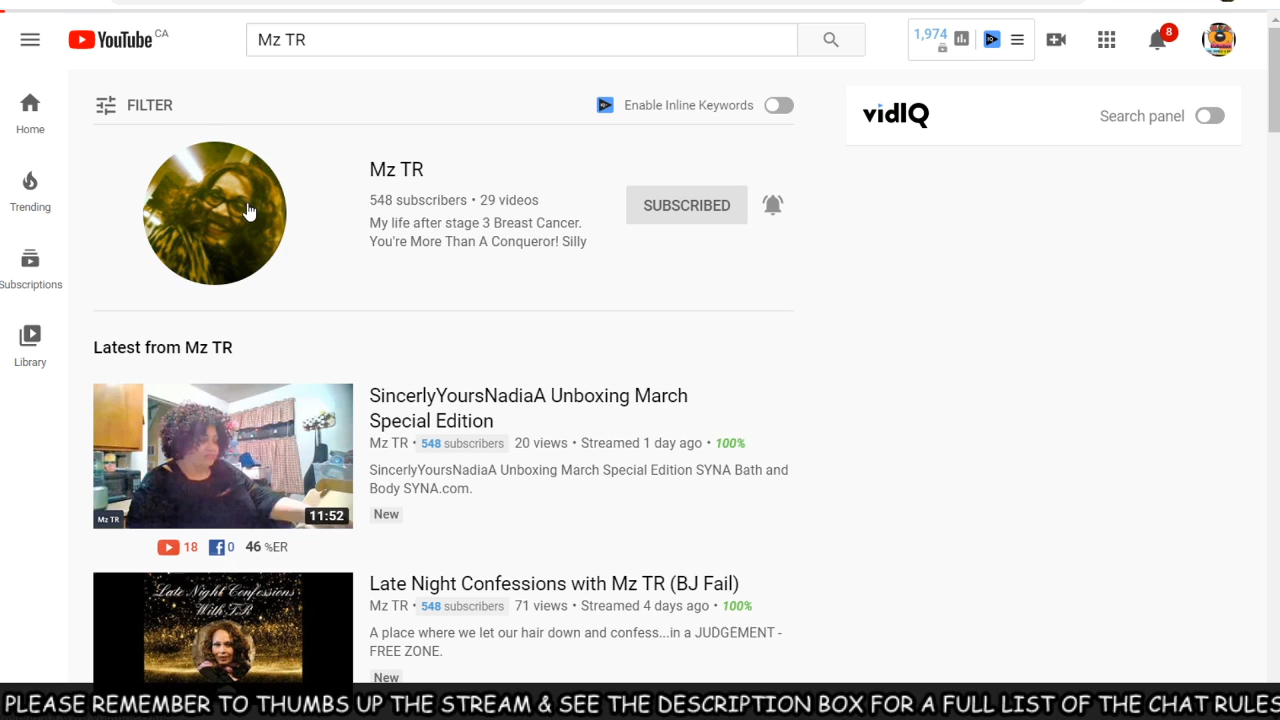 YouTube CA
Mz TR
1,974
8
Home
Trending
Subscriptions
Library
FILTER
Enable Inline Keywords
vidIQ
Search panel
Mz TR
548 subscribers • 29 videos
My life after stage 3 Breast Cancer.
You're More Than A Conqueror! Silly
SUBSCRIBED
Latest from Mz TR
SincerlyYoursNadiaA Unboxing March
Special Edition
Mz TR • 548 subscribers 20 views • Streamed 1 day ago • 100%
SincerlyYoursNadiaA Unboxing March Special Edition SYNA Bath and
Body SYNA.com.
New
Mz TR
11:52
18 0 46 %ER
Late Night Confessions
With T.R
Late Night Confessions with Mz TR (BJ Fail)
Mz TR • 548 subscribers 71 views • Streamed 4 days ago • 100%
A place where we let our hair down and confess...in a JUDGEMENT -
FREE ZONE.
New
PLEASE REMEMBER TO THUMBS UP THE STREAM & SEE THE DESCRIPTION BOX FOR A FULL LIST OF THE CHAT RULES